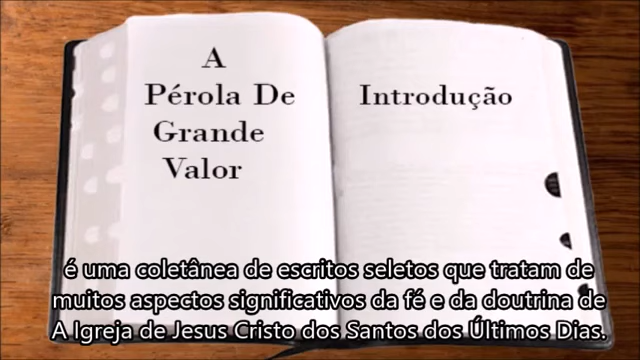 A
Pérola De
Grande
Valor
Introdução
é uma coletânea de escritos seletos que tratam de
muitos aspectos significativos da fé e da doutrina de
A Igreja de Jesus Cristo dos Santos dos Últimos Dias.